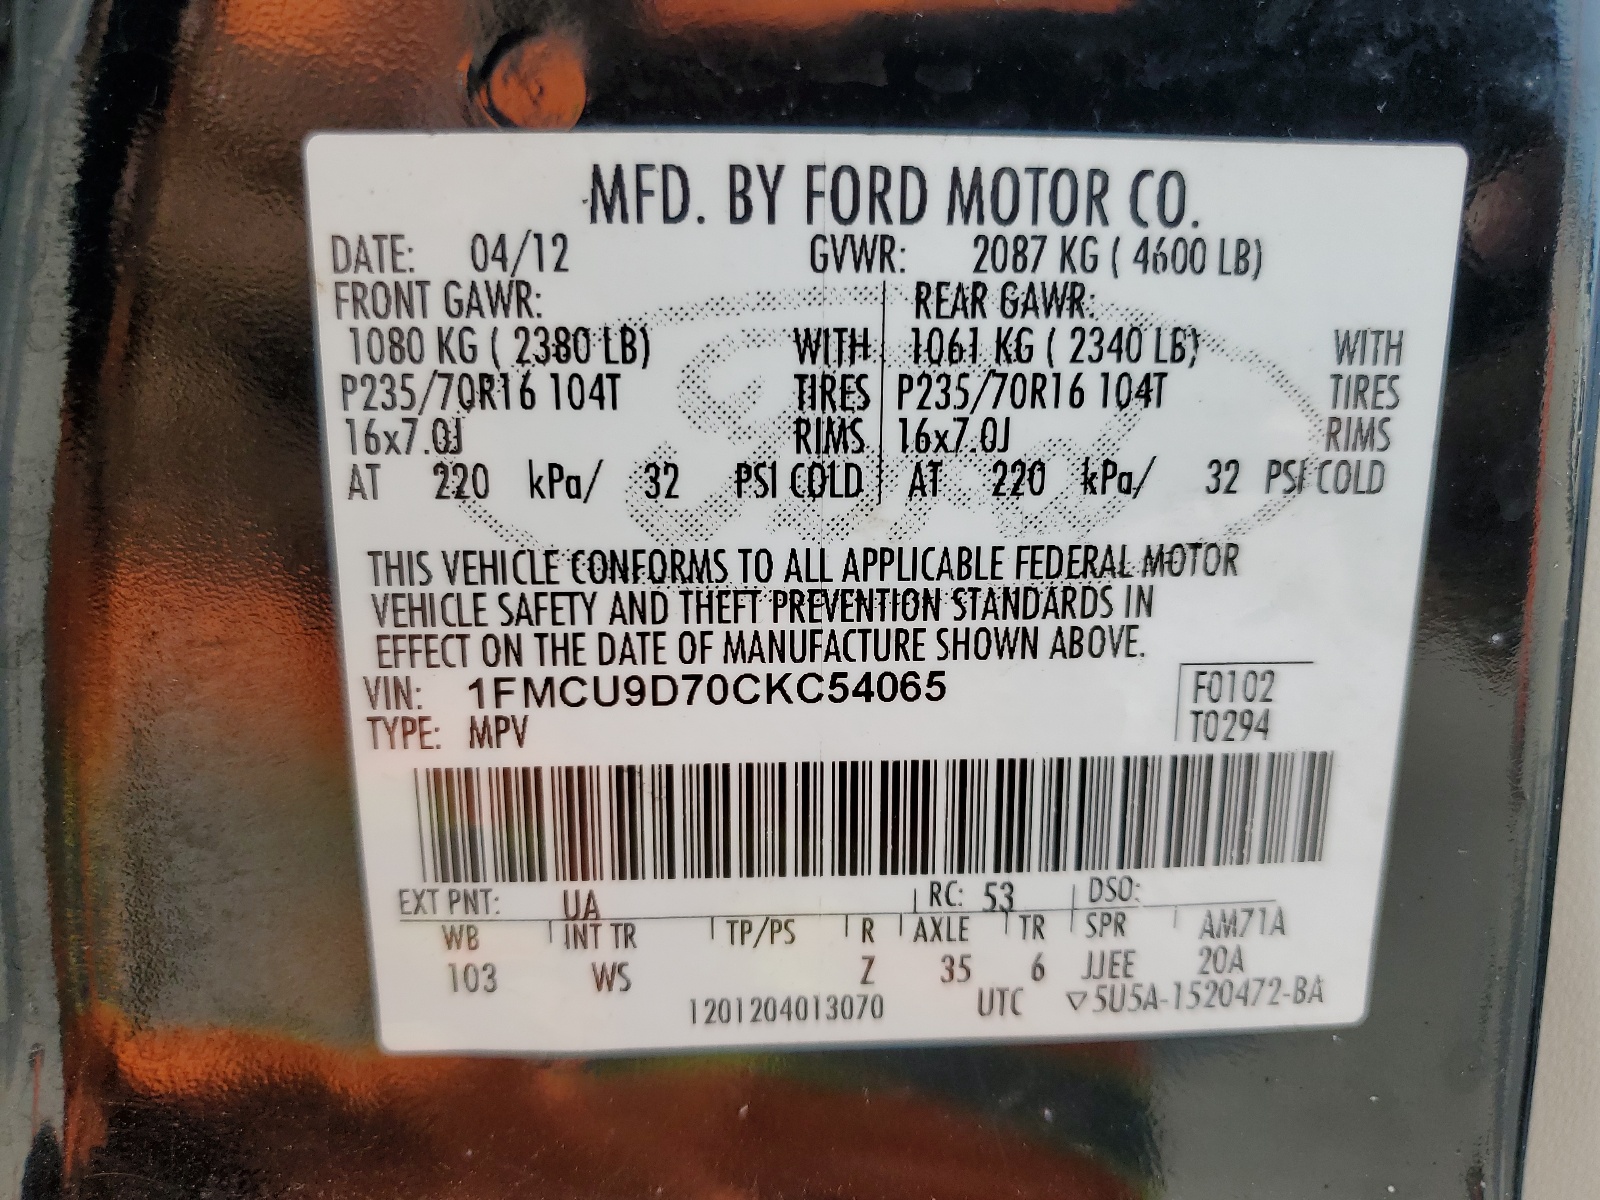 MFD. BY FORD MOTOR CO.
DATE: 04/12 GVWR: 2087 KG ( 4600 LB)
FRONT GAWR: REAR GAWR:
1080 KG ( 2380 LB) WITH 1061 KG ( 2340 LB) WITH
P235/70R16 104T TIRES P235/70R16 104T TIRES
16x7.0J RIMS 16x7.0J RIMS
AT 220 kPa/ 32 PSI COLD AT 220 kPa/ 32 PSI COLD
THIS VEHICLE CONFORMS TO ALL APPLICABLE FEDERAL MOTOR
VEHICLE SAFETY AND THEFT PREVENTION STANDARDS IN
EFFECT ON THE DATE OF MANUFACTURE SHOWN ABOVE.
VIN: 1FMCU9D70CKC54065 F0102
TYPE: MPV T0294
EXT PNT: UA RC: 53 DSO:
WB INT TR TP/PS R AXLE TR SPR AM71A
103 WS Z 35 6 JJEE 20A
1201204013070 UTC ▽5U5A-1520472-BA
Ford